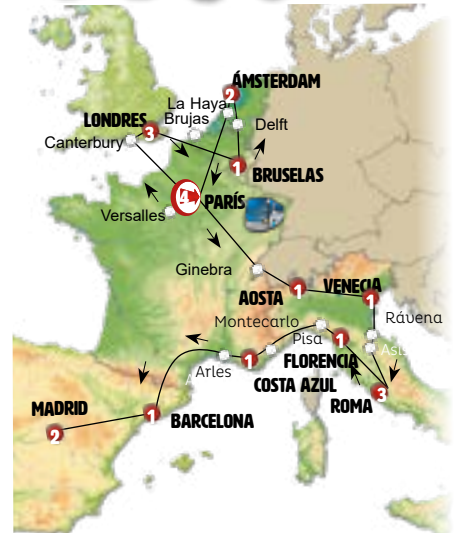 ÁMSTERDAM
2
La Haya
LONDRES
Brujas
3
Delft
Canterbury
1
BRUSELAS
4
PARÍS
Versalles
Ginebra
1
VENECIA
1
AOSTA
Montecarlo
Rávena
Pisa
1
FLORENCIA
1
Arles
COSTA AZUL
ROMA
3
MADRID
1
BARCELONA
2